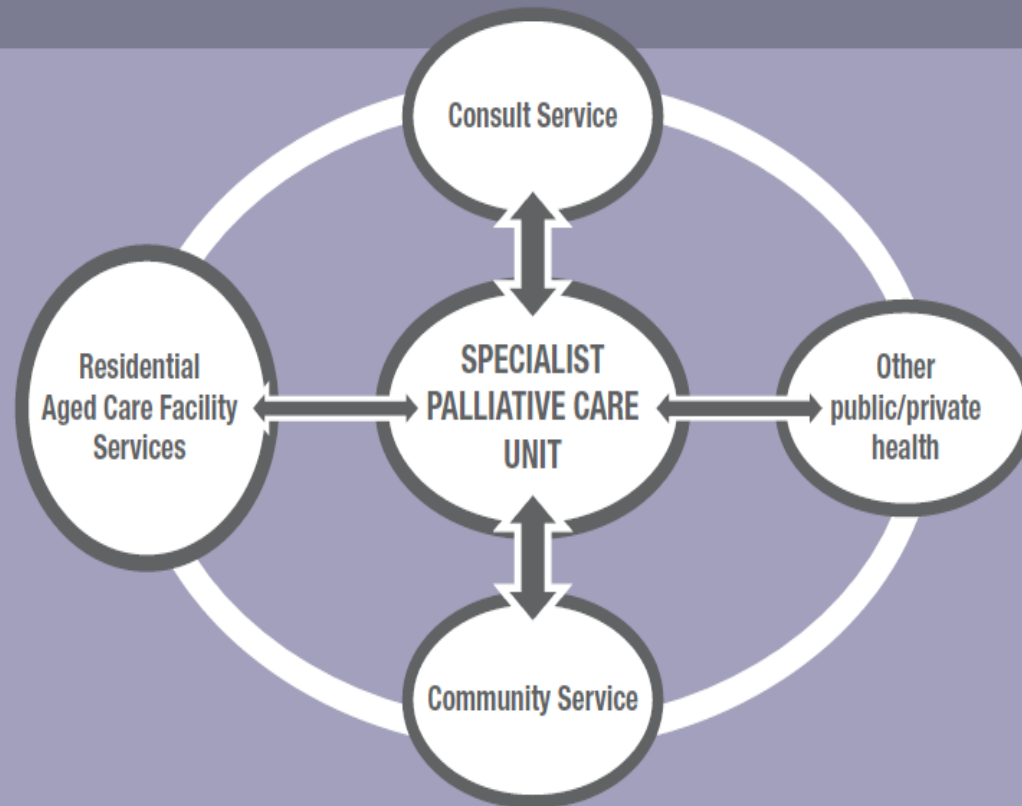 Consult Service
Residential
Aged Care Facility
Services
SPECIALIST
PALLIATIVE CARE
UNIT
Other
public/private
health
Community Service